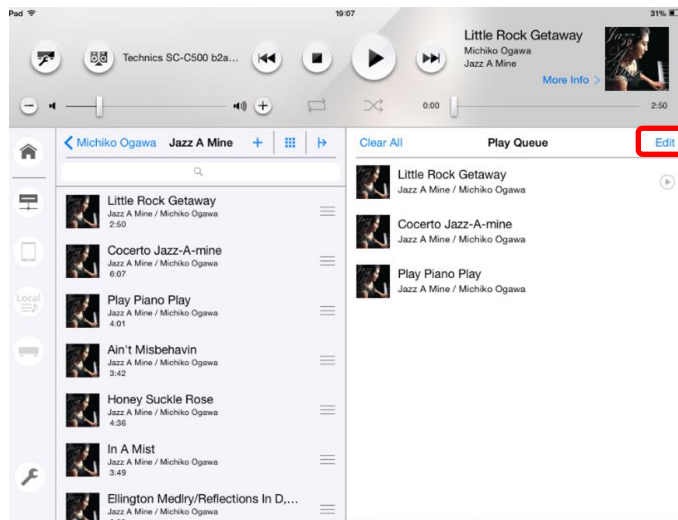 Pad 19:07 31%
Little Rock Getaway
Michiko Ogawa
Jazz A Mine
More Info >
Technics SC-C500 b2a...
0:00 2:50
Michiko Ogawa Jazz A Mine +
Clear All Play Queue Edit
Little Rock Getaway
Jazz A Mine / Michiko Ogawa
2:50
Cocerto Jazz-A-mine
Jazz A Mine / Michiko Ogawa
6:07
Play Piano Play
Jazz A Mine / Michiko Ogawa
4:01
Ain't Misbehavin
Jazz A Mine / Michiko Ogawa
3:42
Honey Suckle Rose
Jazz A Mine / Michiko Ogawa
4:36
In A Mist
Jazz A Mine / Michiko Ogawa
3:49
Ellington Medlry/Reflections In D,...
Jazz A Mine / Michiko Ogawa
Little Rock Getaway
Jazz A Mine / Michiko Ogawa
Cocerto Jazz-A-mine
Jazz A Mine / Michiko Ogawa
Play Piano Play
Jazz A Mine / Michiko Ogawa
Local